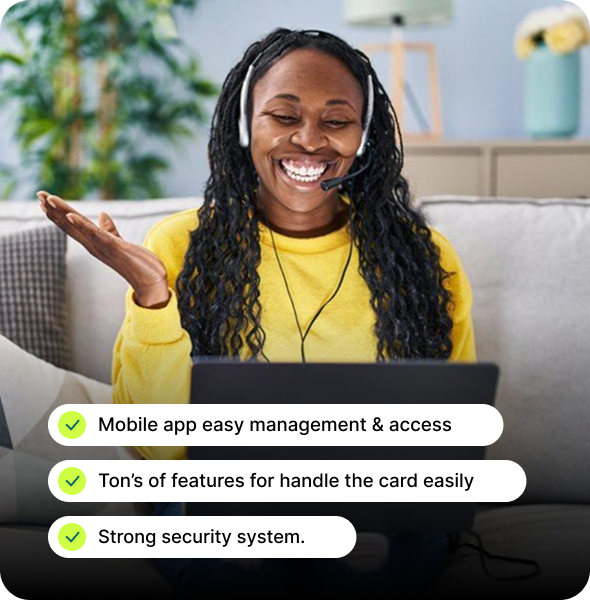 Mobile app easy management & access
Ton’s of features for handle the card easily
Strong security system.